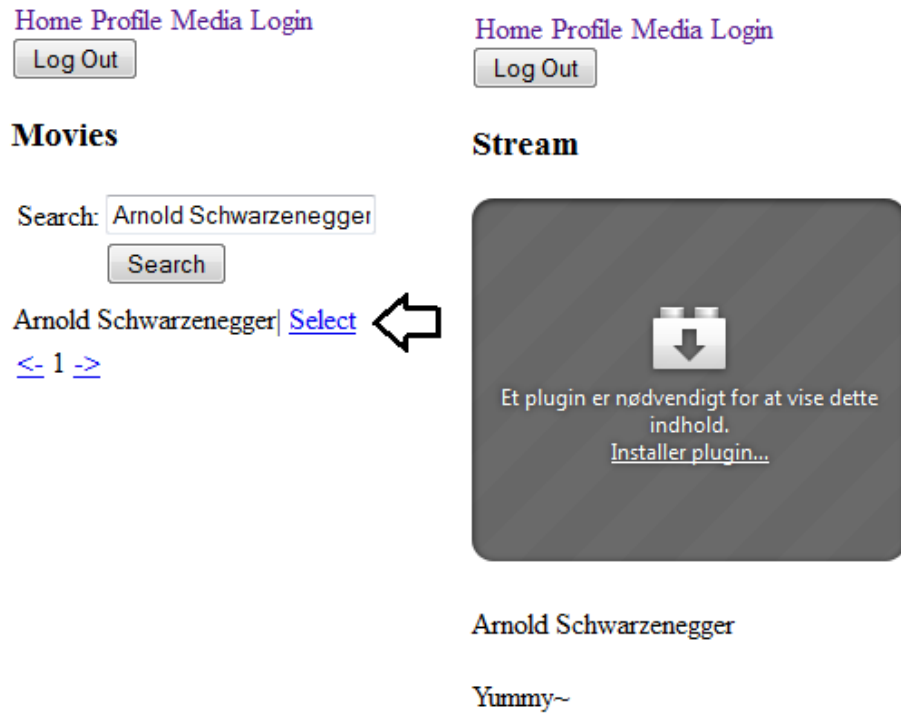 Home Profile Media Login
Log Out
Movies
Search: Arnold Schwarzenegger
Search
Arnold Schwarzenegger| Select
<- 1 ->
Home Profile Media Login
Log Out
Stream
Et plugin er nødvendigt for at vise dette
indhold.
Installer plugin...
Arnold Schwarzenegger
Yummy~